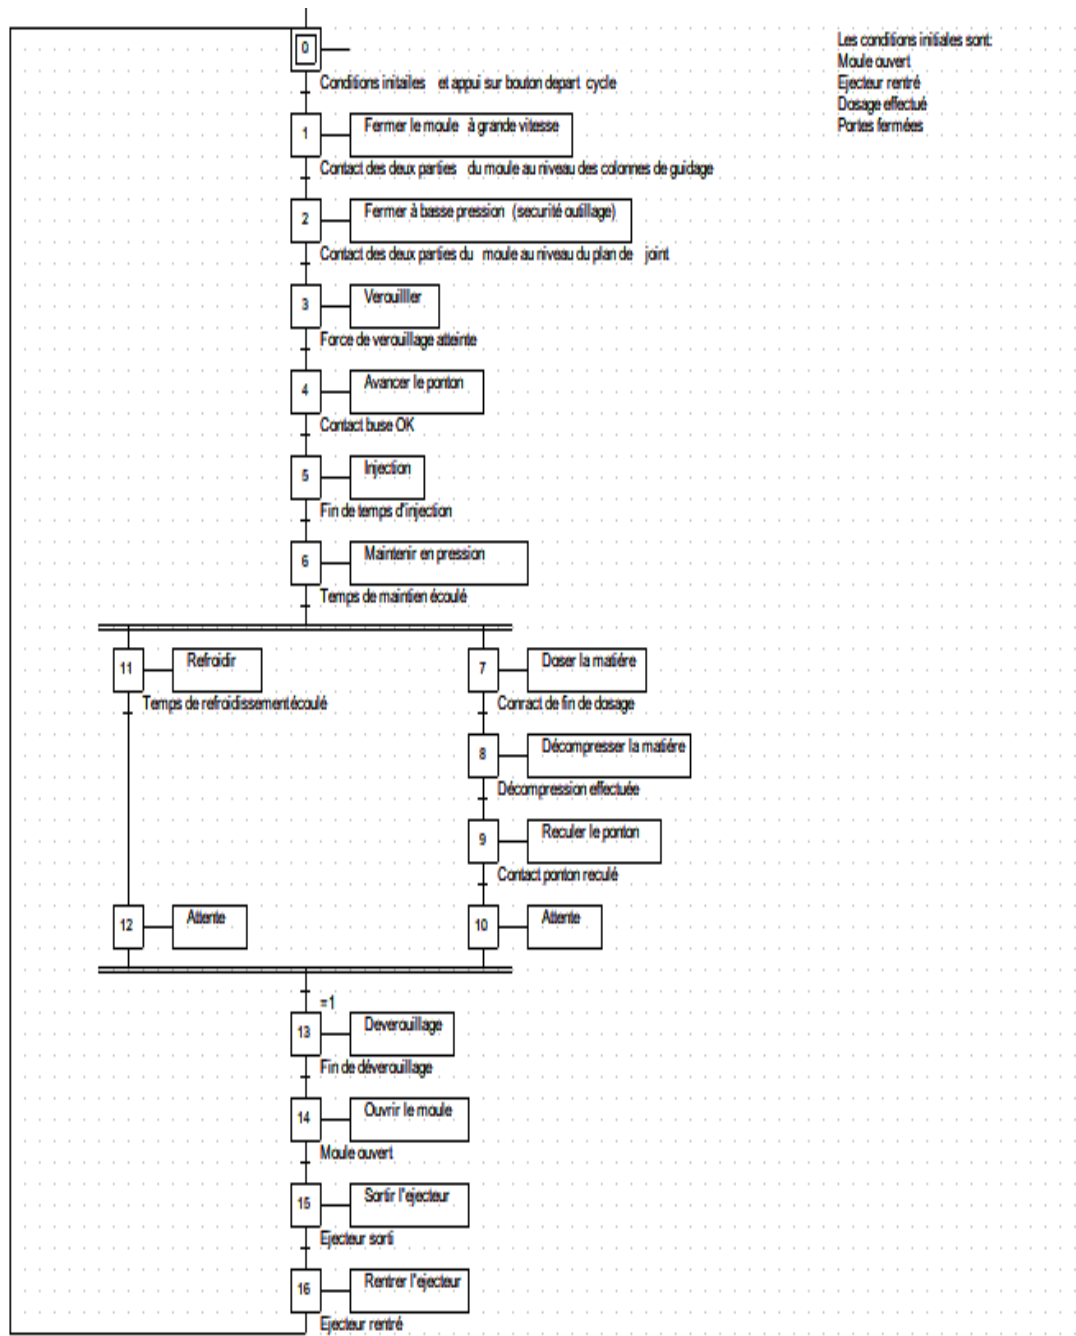 0
Conditions initailes et appui sur bouton depart cycle
Les conditions initiales sont:
Moule ouvert
Ejecteur rentré
Dosage effectué
Portes fermées
1
Fermer le moule à grande vitesse
Contact des deux parties du moule au niveau des colonnes de guidage
2
Fermer à basse pression (securité outillage)
Contact des deux parties du moule au niveau du plan de joint
3
Verouilller
Force de verouillage atteinte
4
Avancer le ponton
Contact buse OK
5
Injection
Fin de temps d'injection
6
Maintenir en pression
Temps de maintien écoulé
11
Refroidir
Temps de refroidissement écoulé
7
Doser la matiére
Conract de fin de dosage
8
Décompresser la matiére
Décompression effectuée
9
Reculer le ponton
Contact ponton reculé
12
Attente
10
Attente
=1
13
Deverouillage
Fin de déverouillage
14
Ouvrir le moule
Moule ouvert
15
Sortir l'ejecteur
Ejecteur sorti
16
Rentrer l'ejecteur
Ejecteur rentré